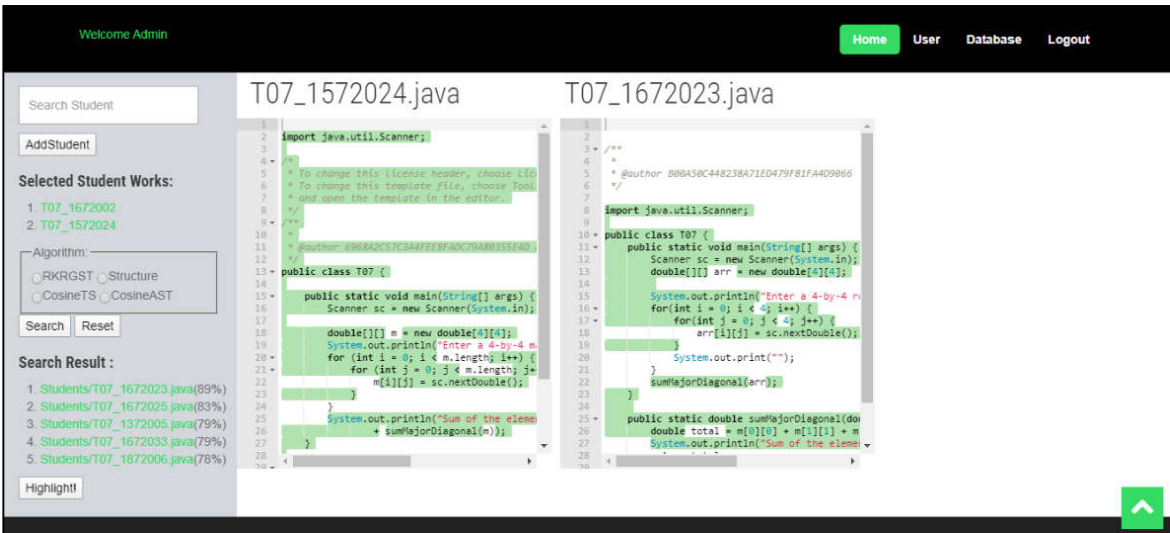 Welcome Admin
Home User Database Logout
Search Student
AddStudent
Selected Student Works:
1. T07_1672002
2. T07_1572024
Algorithm:
RKRGST Structure
CosineTS CosineAST
Search Reset
Search Result :
1. Students/T07_1672023.java(89%)
2. Students/T07_1672025.java(83%)
3. Students/T07_1372005.java(79%)
4. Students/T07_1672033.java(79%)
5. Students/T07_1872006.java(78%)
Highlight!
T07_1572024.java
1
2 import java.util.Scanner;
3
4 /*
5 * To change this license header, choose Lic
6 * To change this template file, choose Tool
7 * and open the template in the editor.
8 */
9 /**
10 *
11 * @author
12 */
13 public class T07 {
14
15 public static void main(String[] args) {
16 Scanner sc = new Scanner(System.in);
17
18 double[][] m = new double[4][4];
19 System.out.println("Enter a 4-by-4 m
20 for (int i = 0; i < m.length; i++) {
21 for (int j = 0; j < m.length; j+
22 m[i][j] = sc.nextDouble();
23 }
24 }
25 System.out.println("Sum of the eleme
26 + sumMajorDiagonal(m));
27 }
28
29
T07_1672023.java
1
2
3 /**
4 *
5 * @author B00A50C448238A71ED479F81FA4D9066
6 */
7
8 import java.util.Scanner;
9
10 public class T07 {
11 public static void main(String[] args) {
12 Scanner sc = new Scanner(System.in);
13 double[][] arr = new double[4][4];
14
15 System.out.println("Enter a 4-by-4 r
16 for(int i = 0; i < 4; i++) {
17 for(int j = 0; j < 4; j++) {
18 arr[i][j] = sc.nextDouble();
19 }
20 System.out.print("");
21 }
22 sumMajorDiagonal(arr);
23 }
24
25 public static double sumMajorDiagonal(dou
26 double total = m[0][0] + m[1][1] + m
27 System.out.println("Sum of the eleme
28
29